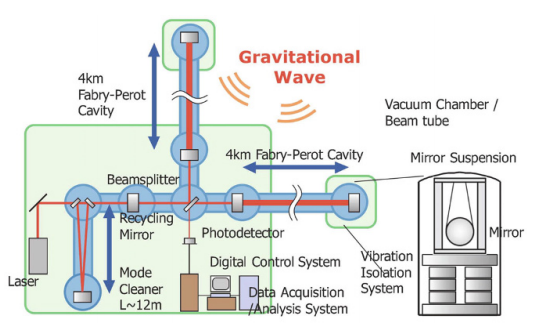 Gravitational
Wave
4km
Fabry-Perot
Cavity
Vacuum Chamber /
Beam tube
4km Fabry-Perot Cavity
Mirror Suspension
Beamsplitter
Recycling
Mirror
Photodetector
Mirror
Laser
Mode
Cleaner
L~12m
Digital Control System
Data Acquisition
/Analysis System
Vibration
Isolation
System